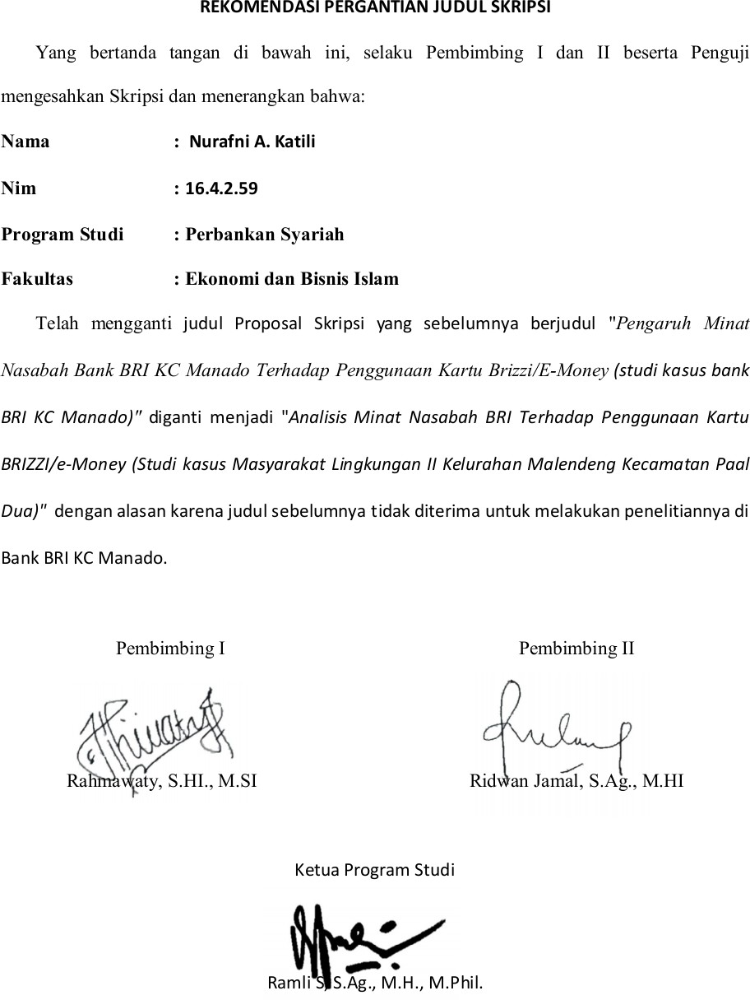 REKOMENDASI PERGANTIAN JUDUL SKRIPSI
Yang bertanda tangan di bawah ini, selaku Pembimbing I dan II beserta Penguji
mengesahkan Skripsi dan menerangkan bahwa:
Nama : Nurafni A. Katili
Nim : 16.4.2.59
Program Studi : Perbankan Syariah
Fakultas : Ekonomi dan Bisnis Islam
Telah mengganti judul Proposal Skripsi yang sebelumnya berjudul "Pengaruh Minat
Nasabah Bank BRI KC Manado Terhadap Penggunaan Kartu Brizzi/E-Money (studi kasus bank
BRI KC Manado)" diganti menjadi "Analisis Minat Nasabah BRI Terhadap Penggunaan Kartu
BRIZZI/e-Money (Studi kasus Masyarakat Lingkungan II Kelurahan Malendeng Kecamatan Paal
Dua)" dengan alasan karena judul sebelumnya tidak diterima untuk melakukan penelitiannya di
Bank BRI KC Manado.
Pembimbing I Pembimbing II
Rahmawaty, S.HI., M.SI Ridwan Jamal, S.Ag., M.HI
Ketua Program Studi
Ramli S, S.Ag., M.H., M.Phil.